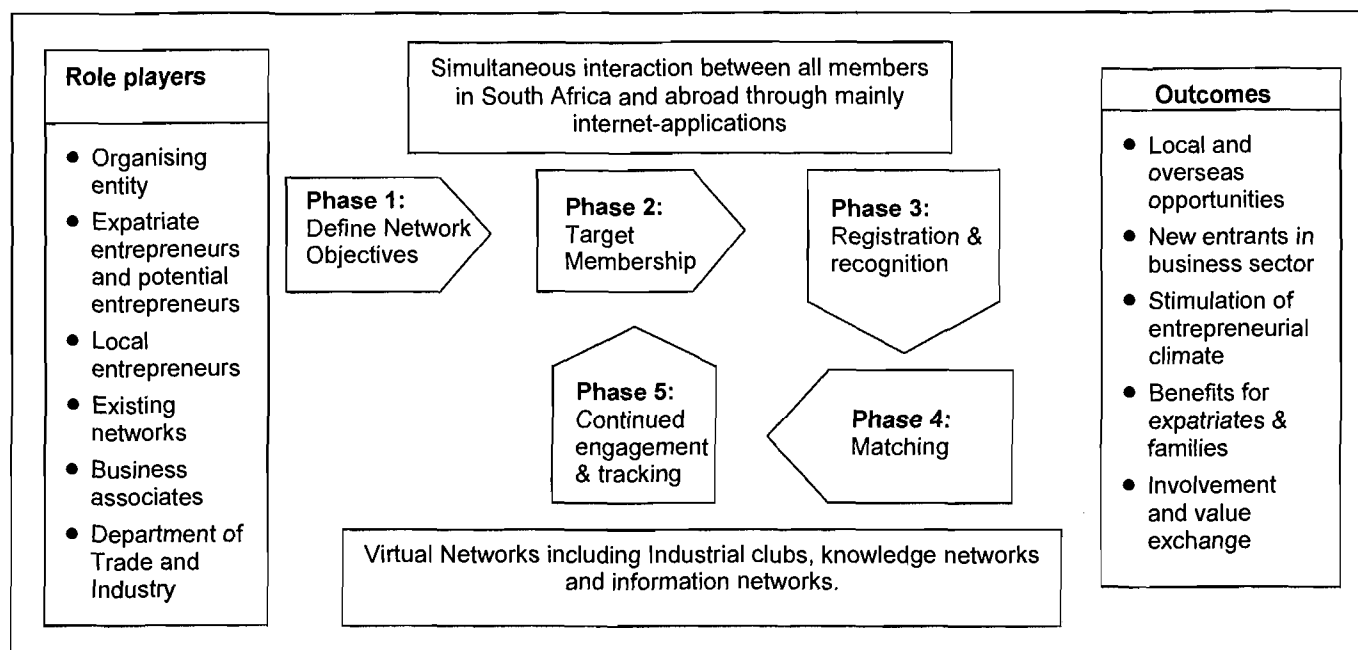 Role players
● Organising
entity
● Expatriate
entrepreneurs
and potential
entrepreneurs
● Local
entrepreneurs
● Existing
networks
● Business
associates
● Department of
Trade and
Industry
Simultaneous interaction between all members
in South Africa and abroad through mainly
internet-applications
Phase 1:
Define Network
Objectives
Phase 2:
Target
Membership
Phase 3:
Registration &
recognition
Phase 4:
Matching
Phase 5:
Continued
engagement
& tracking
Virtual Networks including Industrial clubs, knowledge networks
and information networks.
Outcomes
● Local and
overseas
opportunities
● New entrants in
business sector
● Stimulation of
entrepreneurial
climate
● Benefits for
expatriates &
families
● Involvement
and value
exchange